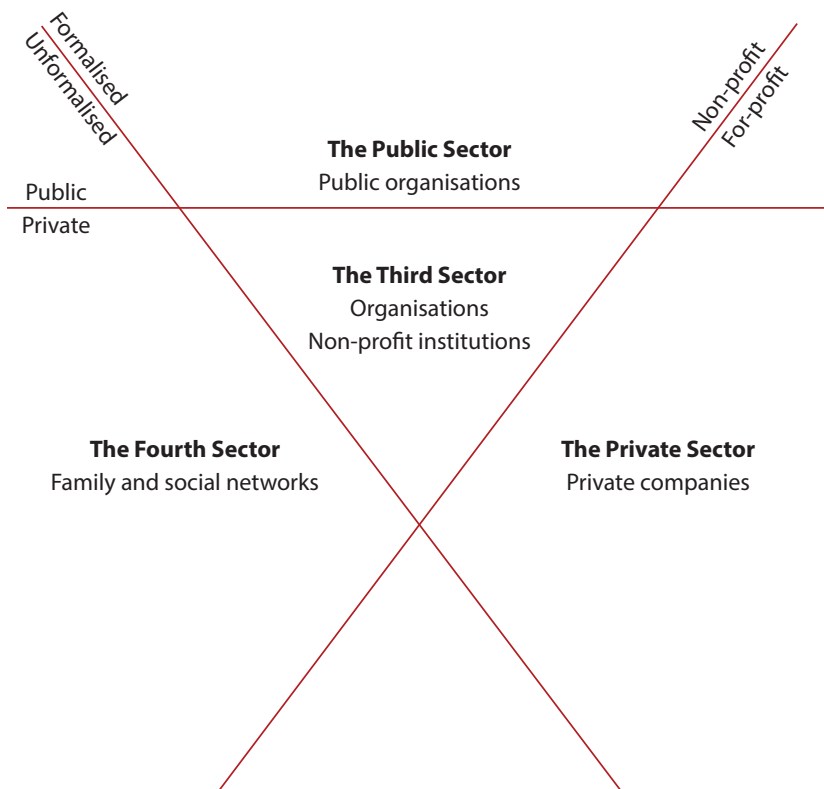 Formalised
Unformalised
Non-profit
For-profit
The Public Sector
Public organisations
Public
Private
The Third Sector
Organisations
Non-profit institutions
The Fourth Sector
Family and social networks
The Private Sector
Private companies